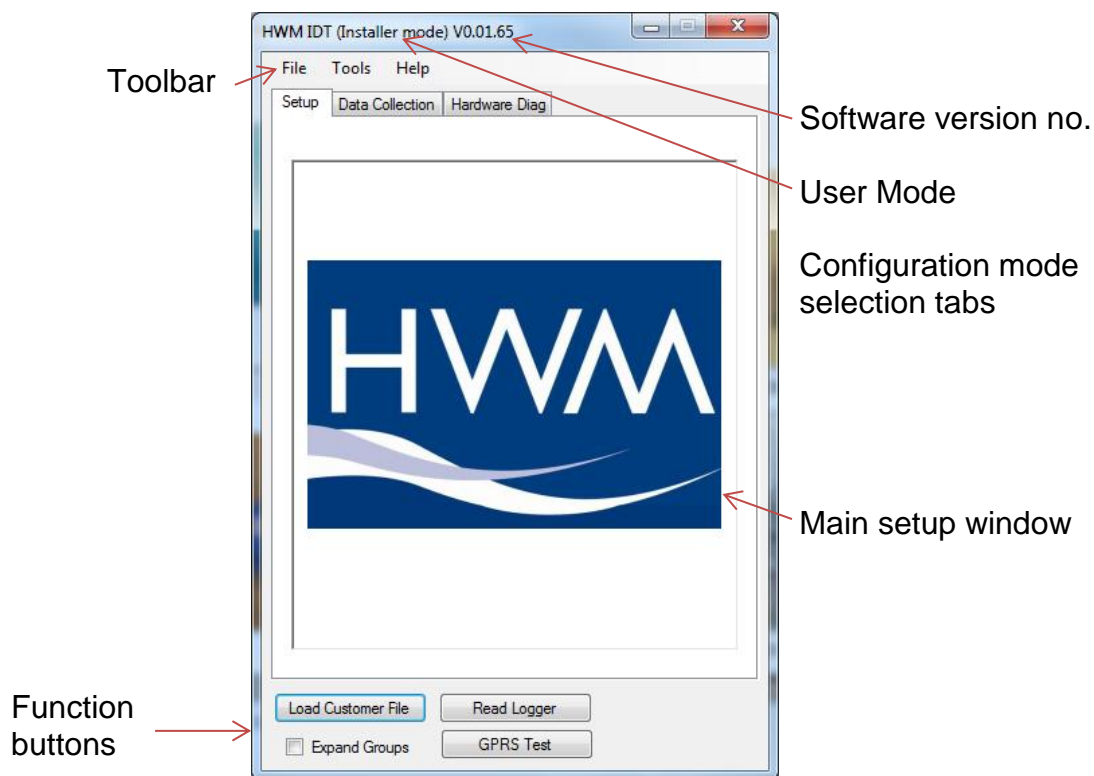 HWM IDT (Installer mode) V0.01.65
File Tools Help
Toolbar
Setup Data Collection Hardware Diag
Software version no.
User Mode
Configuration mode
selection tabs
HWM
Main setup window
Function
buttons
Load Customer File Read Logger
Expand Groups GPRS Test